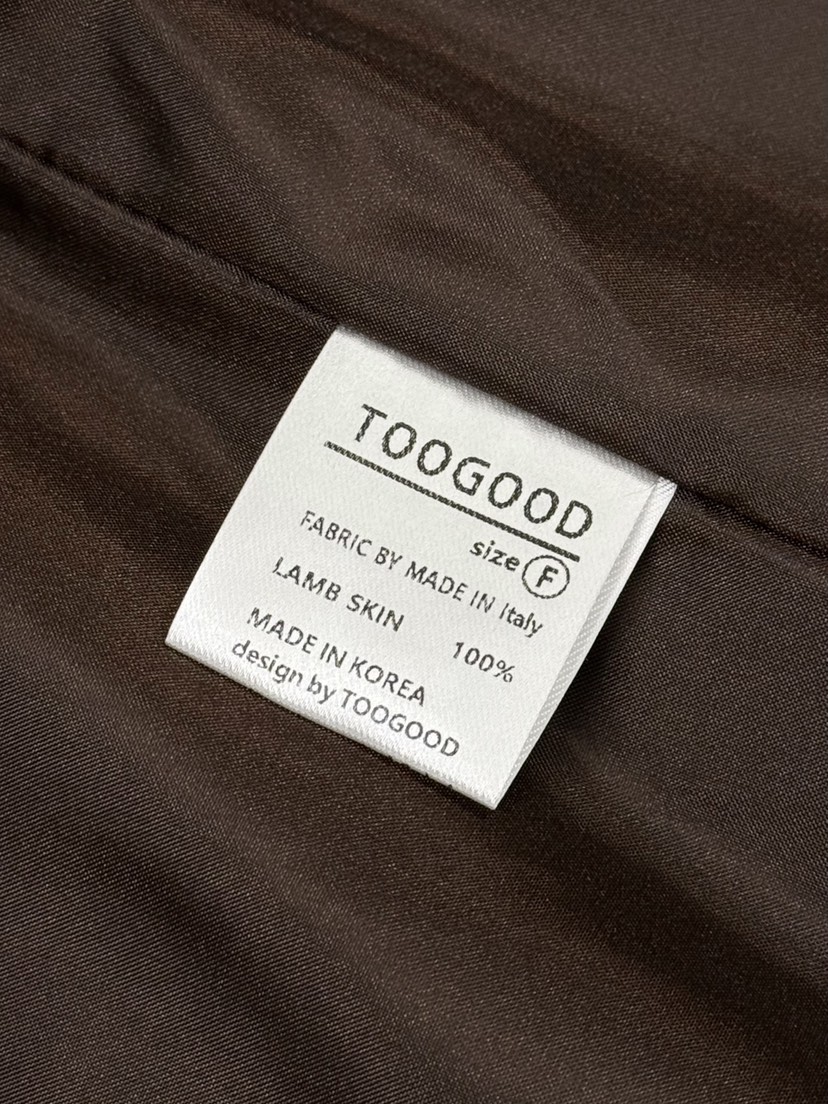 TOOGOOD
size F
FABRIC BY MADE IN Italy
LAMB SKIN 100%
MADE IN KOREA
design by TOOGOOD